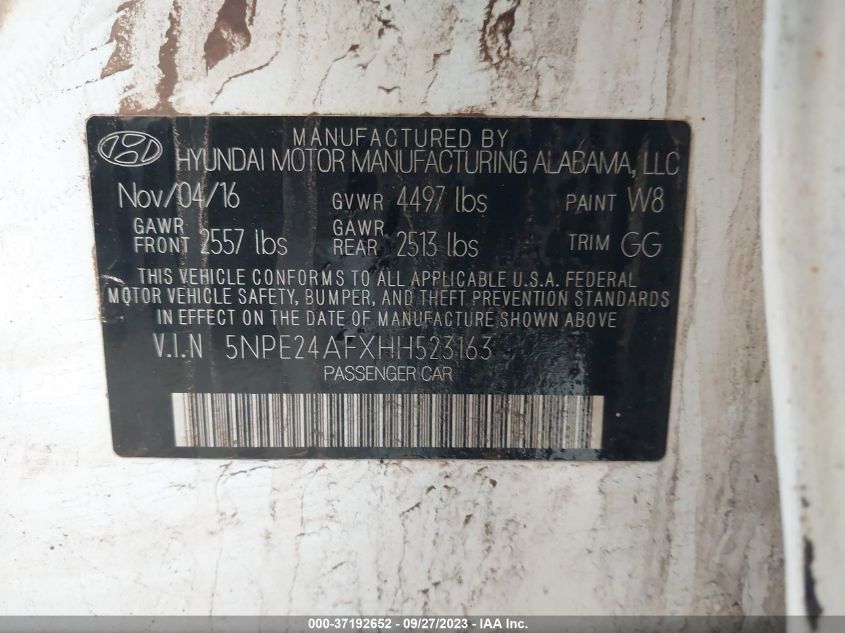 MANUFACTURED BY
HYUNDAI MOTOR MANUFACTURING ALABAMA, LLC
Nov/04/16 GVWR 4497 lbs PAINT W8
GAWR FRONT 2557 lbs GAWR REAR 2513 lbs TRIM GG
THIS VEHICLE CONFORMS TO ALL APPLICABLE U.S.A. FEDERAL
MOTOR VEHICLE SAFETY, BUMPER, AND THEFT PREVENTION STANDARDS
IN EFFECT ON THE DATE OF MANUFACTURE SHOWN ABOVE
V.I.N 5NPE24AFXHH523163
PASSENGER CAR
000-37192652 - 09/27/2023 - IN.US.TX